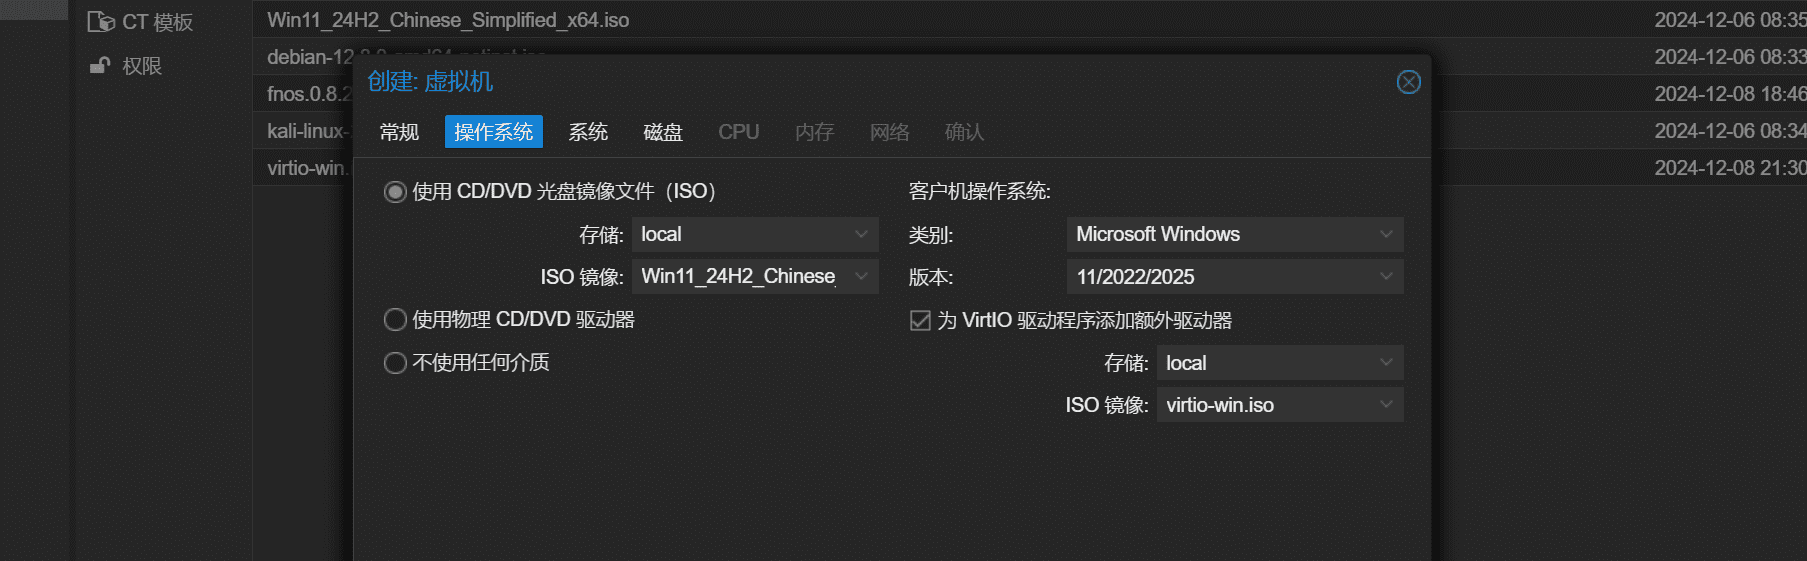 CT 模板
权限
Win11_24H2_Chinese_Simplified_x64.iso 2024-12-06 08:35
debian-12 2024-12-06 08:33
fnos.0.8.2 2024-12-08 18:46
kali-linux- 2024-12-06 08:34
virtio-win. 2024-12-08 21:30
创建: 虚拟机
常规 操作系统 系统 磁盘 CPU 内存 网络 确认
使用 CD/DVD 光盘镜像文件（ISO）
存储: local
ISO 镜像: Win11_24H2_Chinese_
使用物理 CD/DVD 驱动器
不使用任何介质
客户机操作系统:
类别: Microsoft Windows
版本: 11/2022/2025
为 VirtIO 驱动程序添加额外驱动器
存储: local
ISO 镜像: virtio-win.iso